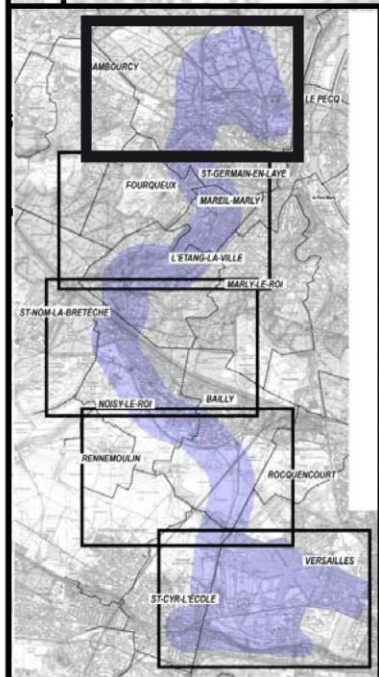 AMBOURCY
LE PECQ
ST-GERMAIN-EN-LAYE
FOURQUEUX
MAREIL-MARLY
L'ETANG-LA-VILLE
MARLY-LE-ROI
ST-NOM-LA-BRETECHE
BAILLY
NOISY-LE-ROI
RENNEMOULIN
ROCQUENCOURT
VERSAILLES
ST-CYR-L'ÉCOLE